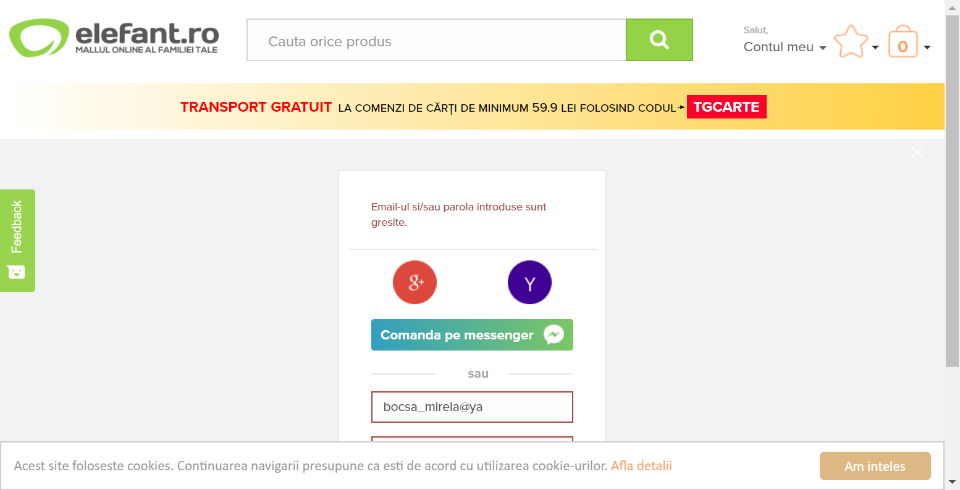 elefant.ro
MALLUL ONLINE AL FAMILIEI TALE
Cauta orice produs
Salut,
Contul meu
0
TRANSPORT GRATUIT LA COMENZI DE CĂRȚI DE MINIMUM 59.9 LEI FOLOSIND CODUL TGCARTE
Feedback
Email-ul si/sau parola introduse sunt
gresite.
g+
Y
Comanda pe messenger
sau
bocsa_mirela@ya
Acest site foloseste cookies. Continuarea navigarii presupune ca esti de acord cu utilizarea cookie-urilor. Afla detalii
Am inteles